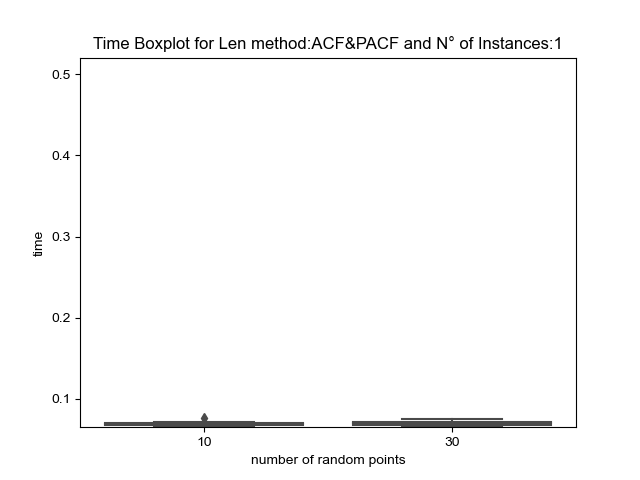 Time Boxplot for Len method:ACF&PACF and N° of Instances:1
0.5
0.4
0.3
0.2
0.1
time
10
30
number of random points